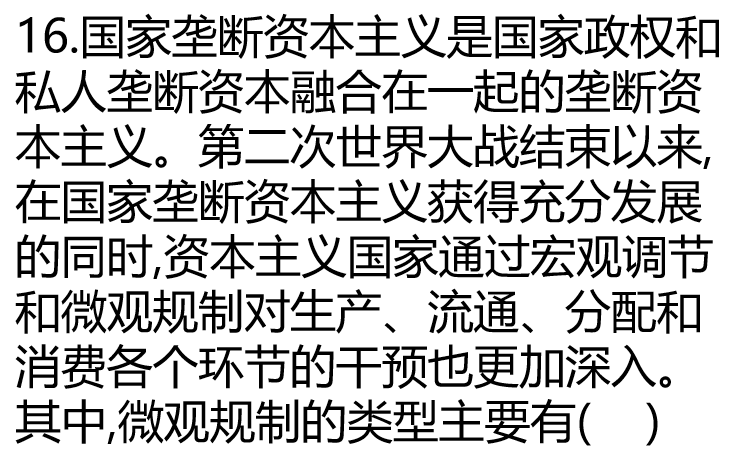 16.国家垄断资本主义是国家政权和
私人垄断资本融合在一起的垄断资
本主义。第二次世界大战结束以来,
在国家垄断资本主义获得充分发展
的同时,资本主义国家通过宏观调节
和微观规制对生产、流通、分配和
消费各个环节的干预也更加深入。
其中,微观规制的类型主要有(    )